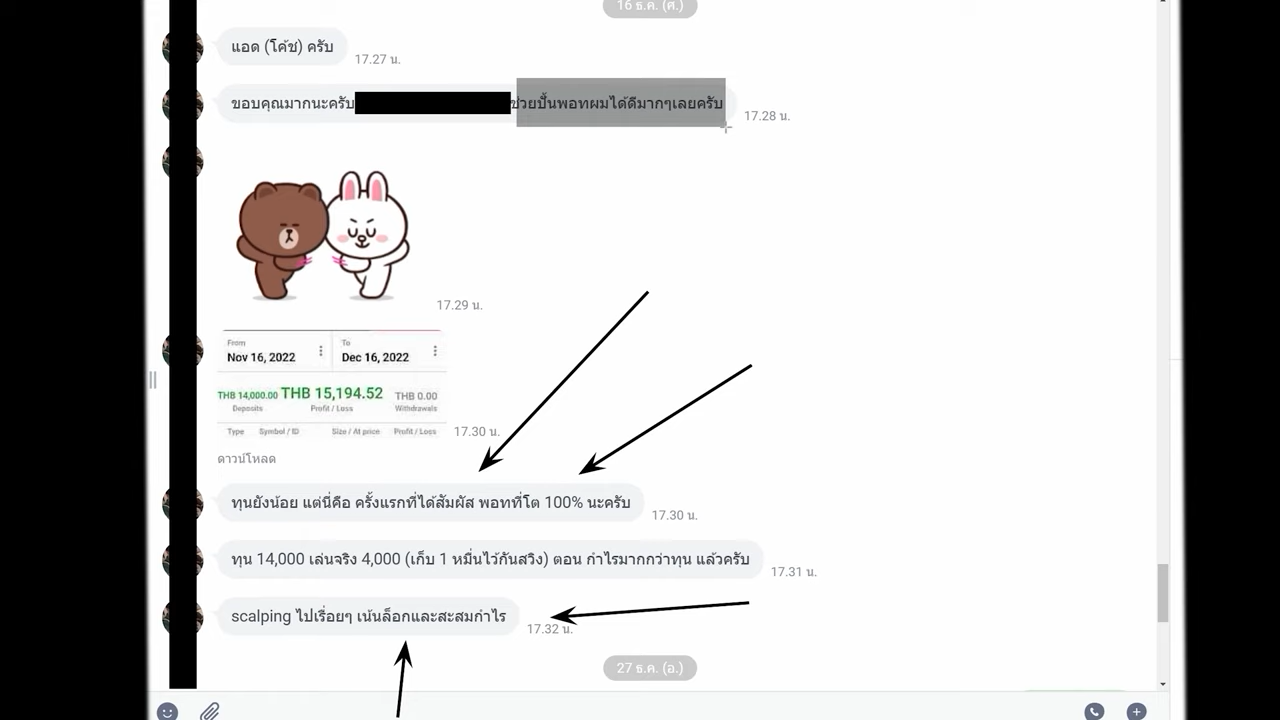 16 ธ.ค. (ศ.)
แอด (โค้ช) ครับ
17.27 น.
ขอบคุณมากนะครับ ช่วยปั้นพอทผมได้ดีมากๆเลยครับ
17.28 น.
17.29 น.
From To
Nov 16, 2022 Dec 16, 2022
THB 14,000.00 THB 15,194.52 THB 0.00
Deposits Profit / Loss Withdrawals
Type Symbol / ID Size / At price Profit / Loss
17.30 น.
ดาวน์โหลด
ทุนยังน้อย แต่นี่คือ ครั้งแรกที่ได้สัมผัส พอทที่โต 100% นะครับ
17.30 น.
ทุน 14,000 เล่นจริง 4,000 (เก็บ 1 หมื่นไว้กันสวิง) ตอน กำไรมากกว่าทุน แล้วครับ
17.31 น.
scalping ไปเรื่อยๆ เน้นล็อกและสะสมกำไร
17.32 น.
27 ธ.ค. (อ.)